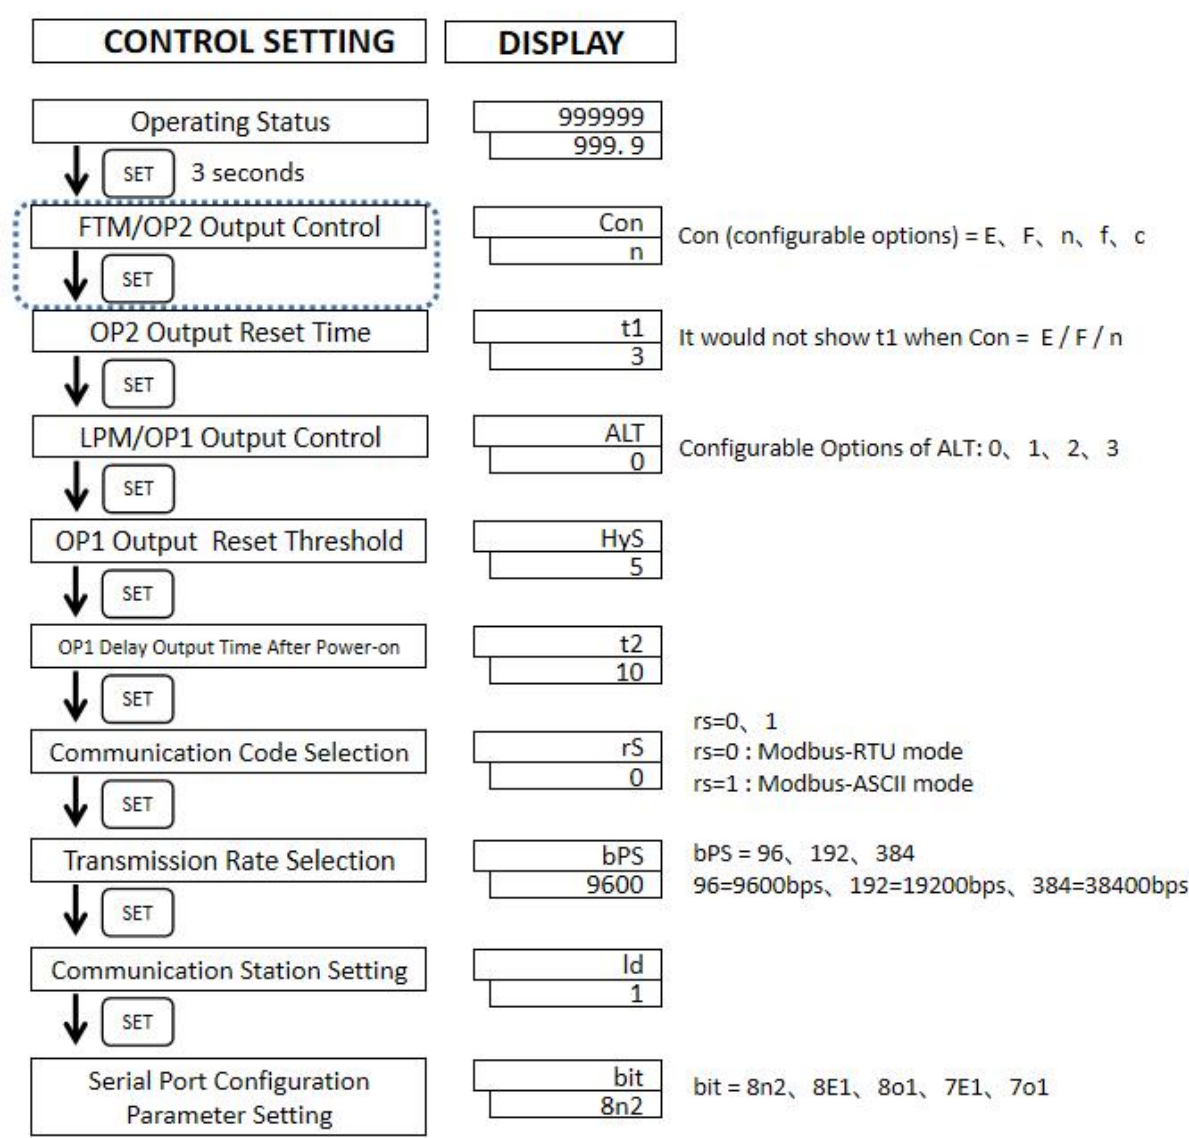 CONTROL SETTING
DISPLAY
Operating Status
999999
999.9
SET
3 seconds
FTM/OP2 Output Control
Con
n
Con (configurable options) = E、 F、 n、 f、 c
SET
OP2 Output Reset Time
t1
3
It would not show t1 when Con = E / F / n
SET
LPM/OP1 Output Control
ALT
0
Configurable Options of ALT: 0、 1、 2、 3
SET
OP1 Output Reset Threshold
HyS
5
SET
OP1 Delay Output Time After Power-on
t2
10
SET
Communication Code Selection
rS
0
rs=0、 1
rs=0 : Modbus-RTU mode
rs=1 : Modbus-ASCII mode
SET
Transmission Rate Selection
bPS
9600
bPS = 96、 192、 384
96=9600bps、 192=19200bps、 384=38400bps
SET
Communication Station Setting
Id
1
SET
Serial Port Configuration
Parameter Setting
bit
8n2
bit = 8n2、 8E1、 8o1、 7E1、 7o1